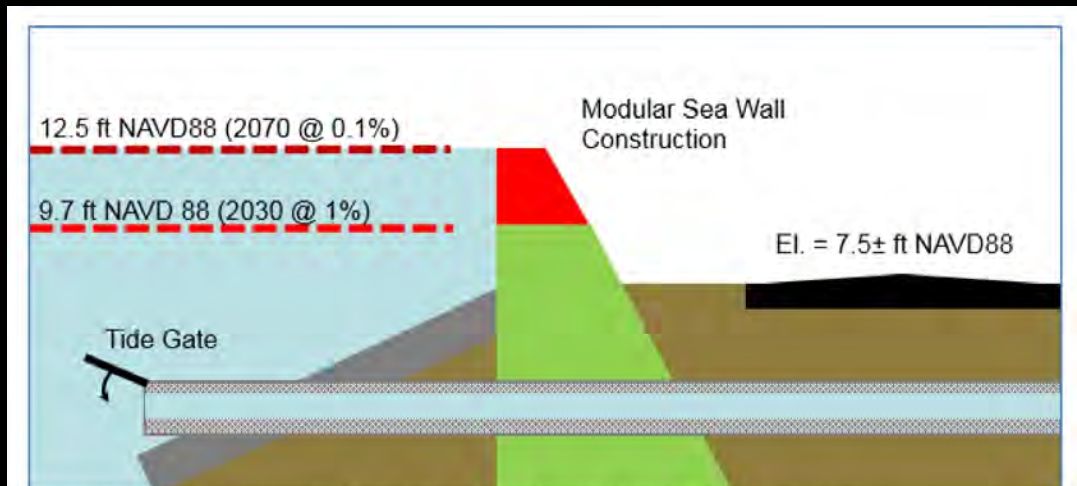 12.5 ft NAVD88 (2070 @ 0.1%)
Modular Sea Wall
Construction
9.7 ft NAVD 88 (2030 @ 1%)
El. = 7.5± ft NAVD88
Tide Gate